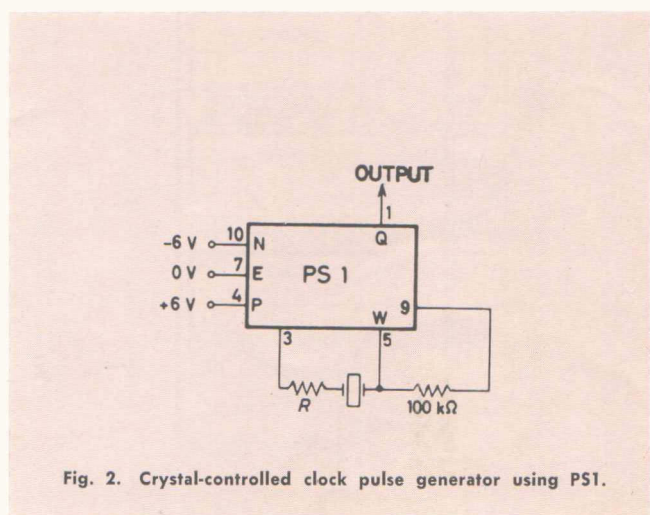 OUTPUT
1
Q
-6 V 10 N
0 V 7 E PS 1
+6 V 4 P 9
W
3 5
R 100 kΩ
Fig. 2. Crystal-controlled clock pulse generator using PS1.